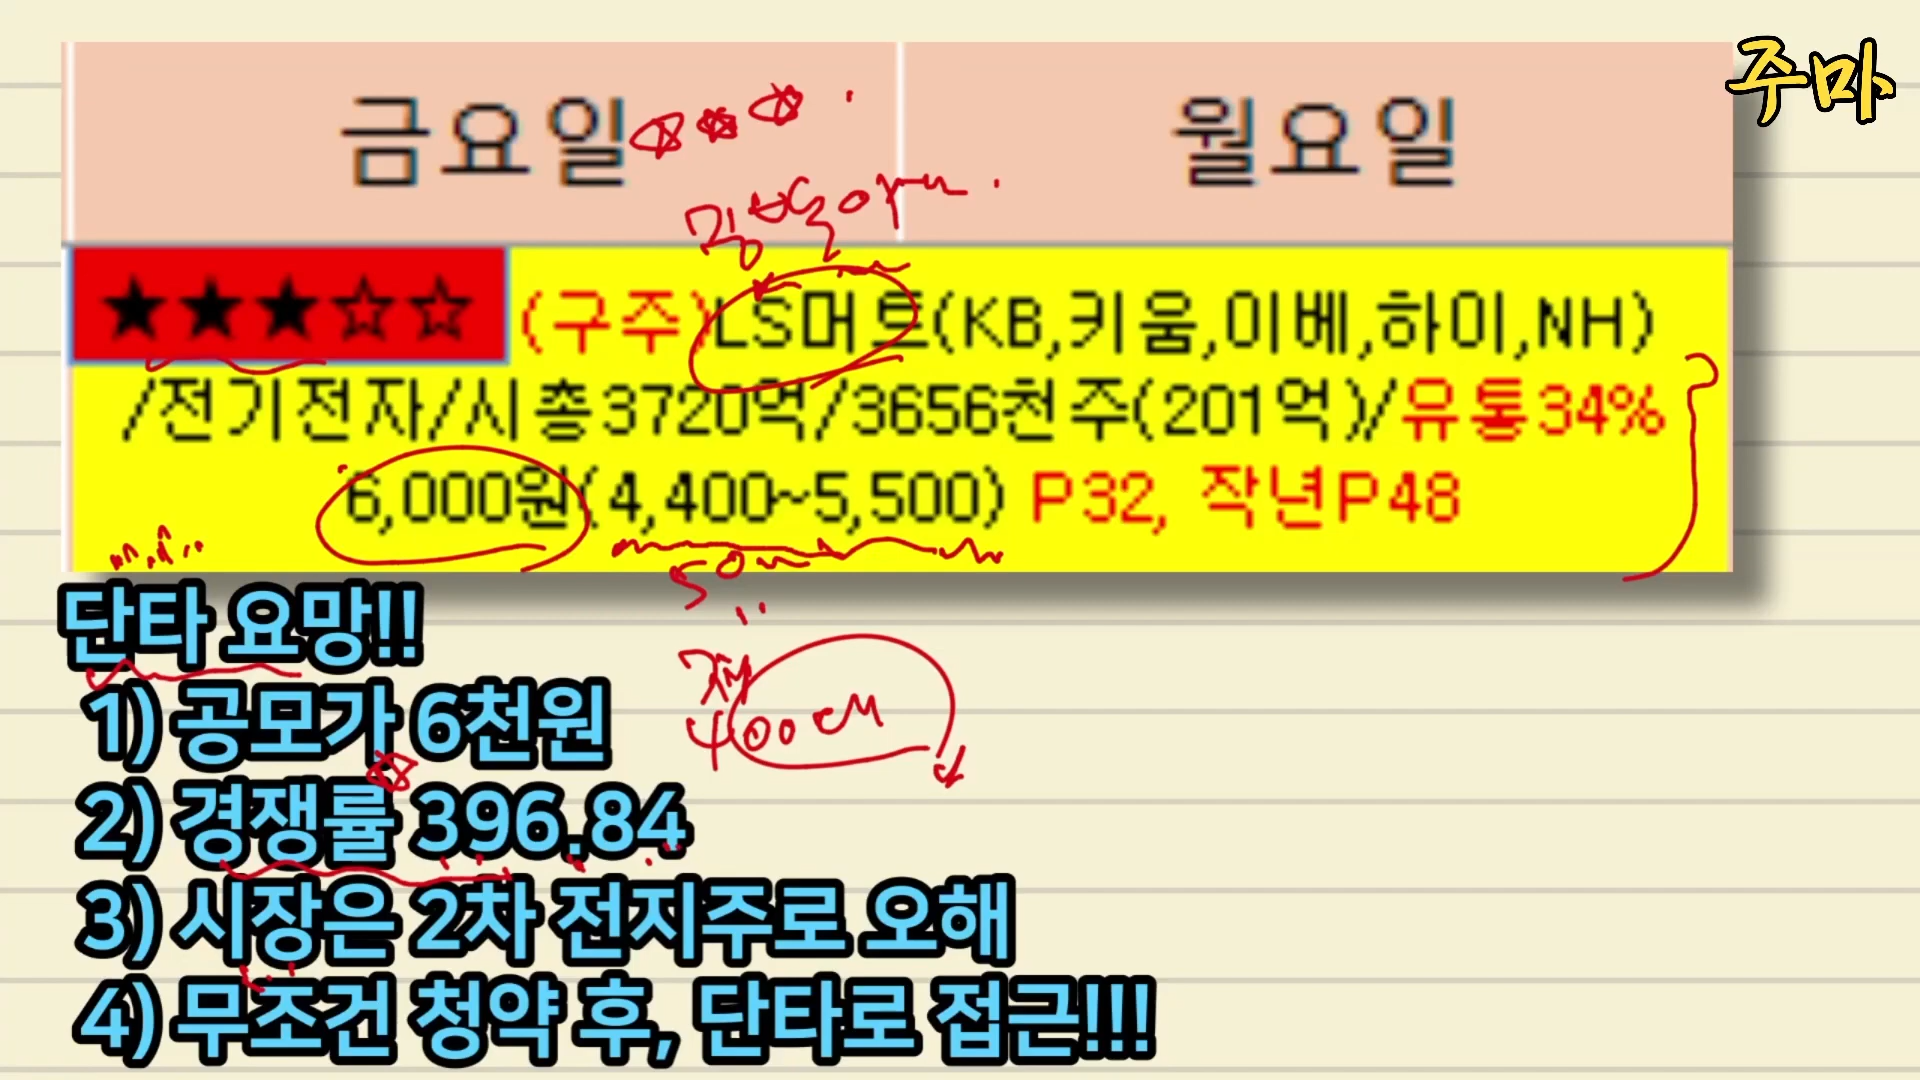 주마
금요일 월요일
★★★☆☆ (구주)LS머트(KB,키움,이베,하이,NH)
/전기전자/시총3720억/3656천주(201억)/유통34%
6,000원(4,400~5,500) P32, 작년P48
50
400
단타 요망!!
1) 공모가 6천원
2) 경쟁률 396.84
3) 시장은 2차 전지주로 오해
4) 무조건 청약 후, 단타로 접근!!!